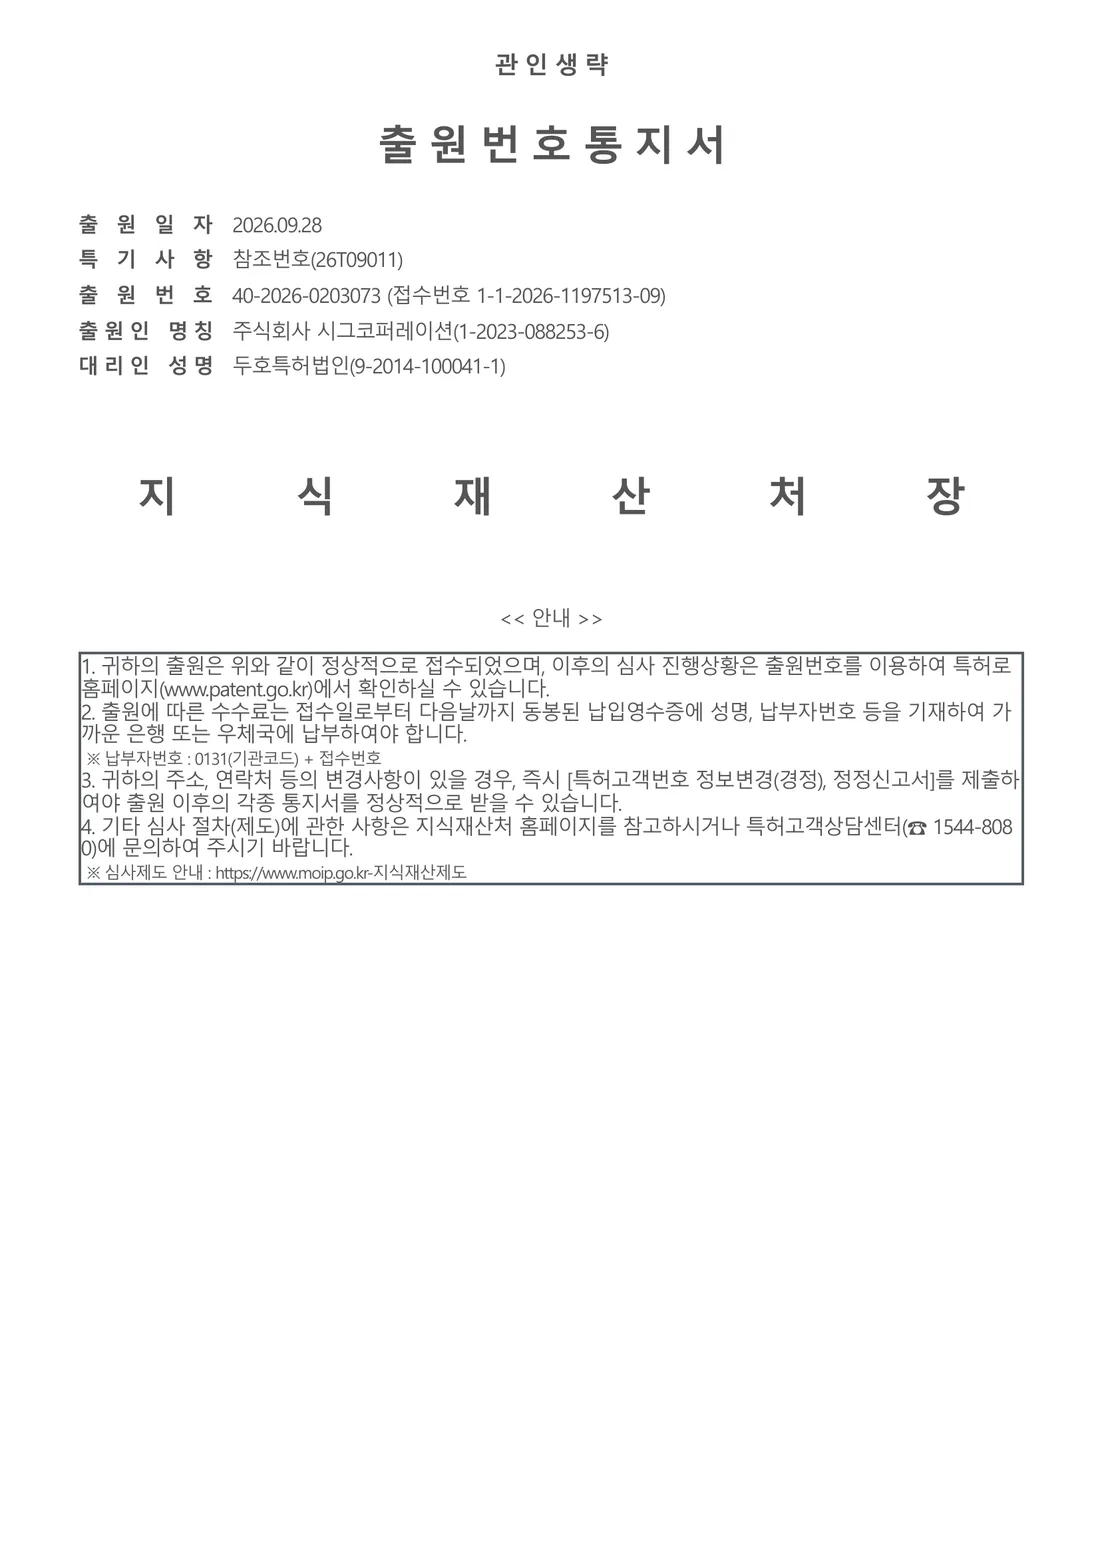 관 인 생 략
출 원 번 호 통 지 서
출 원 일 자 2026.09.28
특 기 사 항 참조번호(26T09011)
출 원 번 호 40-2026-0203073 (접수번호 1-1-2026-1197513-09)
출 원 인 명 칭 주식회사 시그코퍼레이션(1-2023-088253-6)
대 리 인 성 명 두호특허법인(9-2014-100041-1)
지 식 재 산 처 장
<< 안내 >>
1. 귀하의 출원은 위와 같이 정상적으로 접수되었으며, 이후의 심사 진행상황은 출원번호를 이용하여 특허로
홈페이지(www.patent.go.kr)에서 확인하실 수 있습니다.
2. 출원에 따른 수수료는 접수일로부터 다음날까지 동봉된 납입영수증에 성명, 납부자번호 등을 기재하여 가
까운 은행 또는 우체국에 납부하여야 합니다.
※ 납부자번호 : 0131(기관코드) + 접수번호
3. 귀하의 주소, 연락처 등의 변경사항이 있을 경우, 즉시 [특허고객번호 정보변경(경정), 정정신고서]를 제출하
여야 출원 이후의 각종 통지서를 정상적으로 받을 수 있습니다.
4. 기타 심사 절차(제도)에 관한 사항은 지식재산처 홈페이지를 참고하시거나 특허고객상담센터(☎ 1544-808
0)에 문의하여 주시기 바랍니다.
※ 심사제도 안내 : https://www.moip.go.kr-지식재산제도